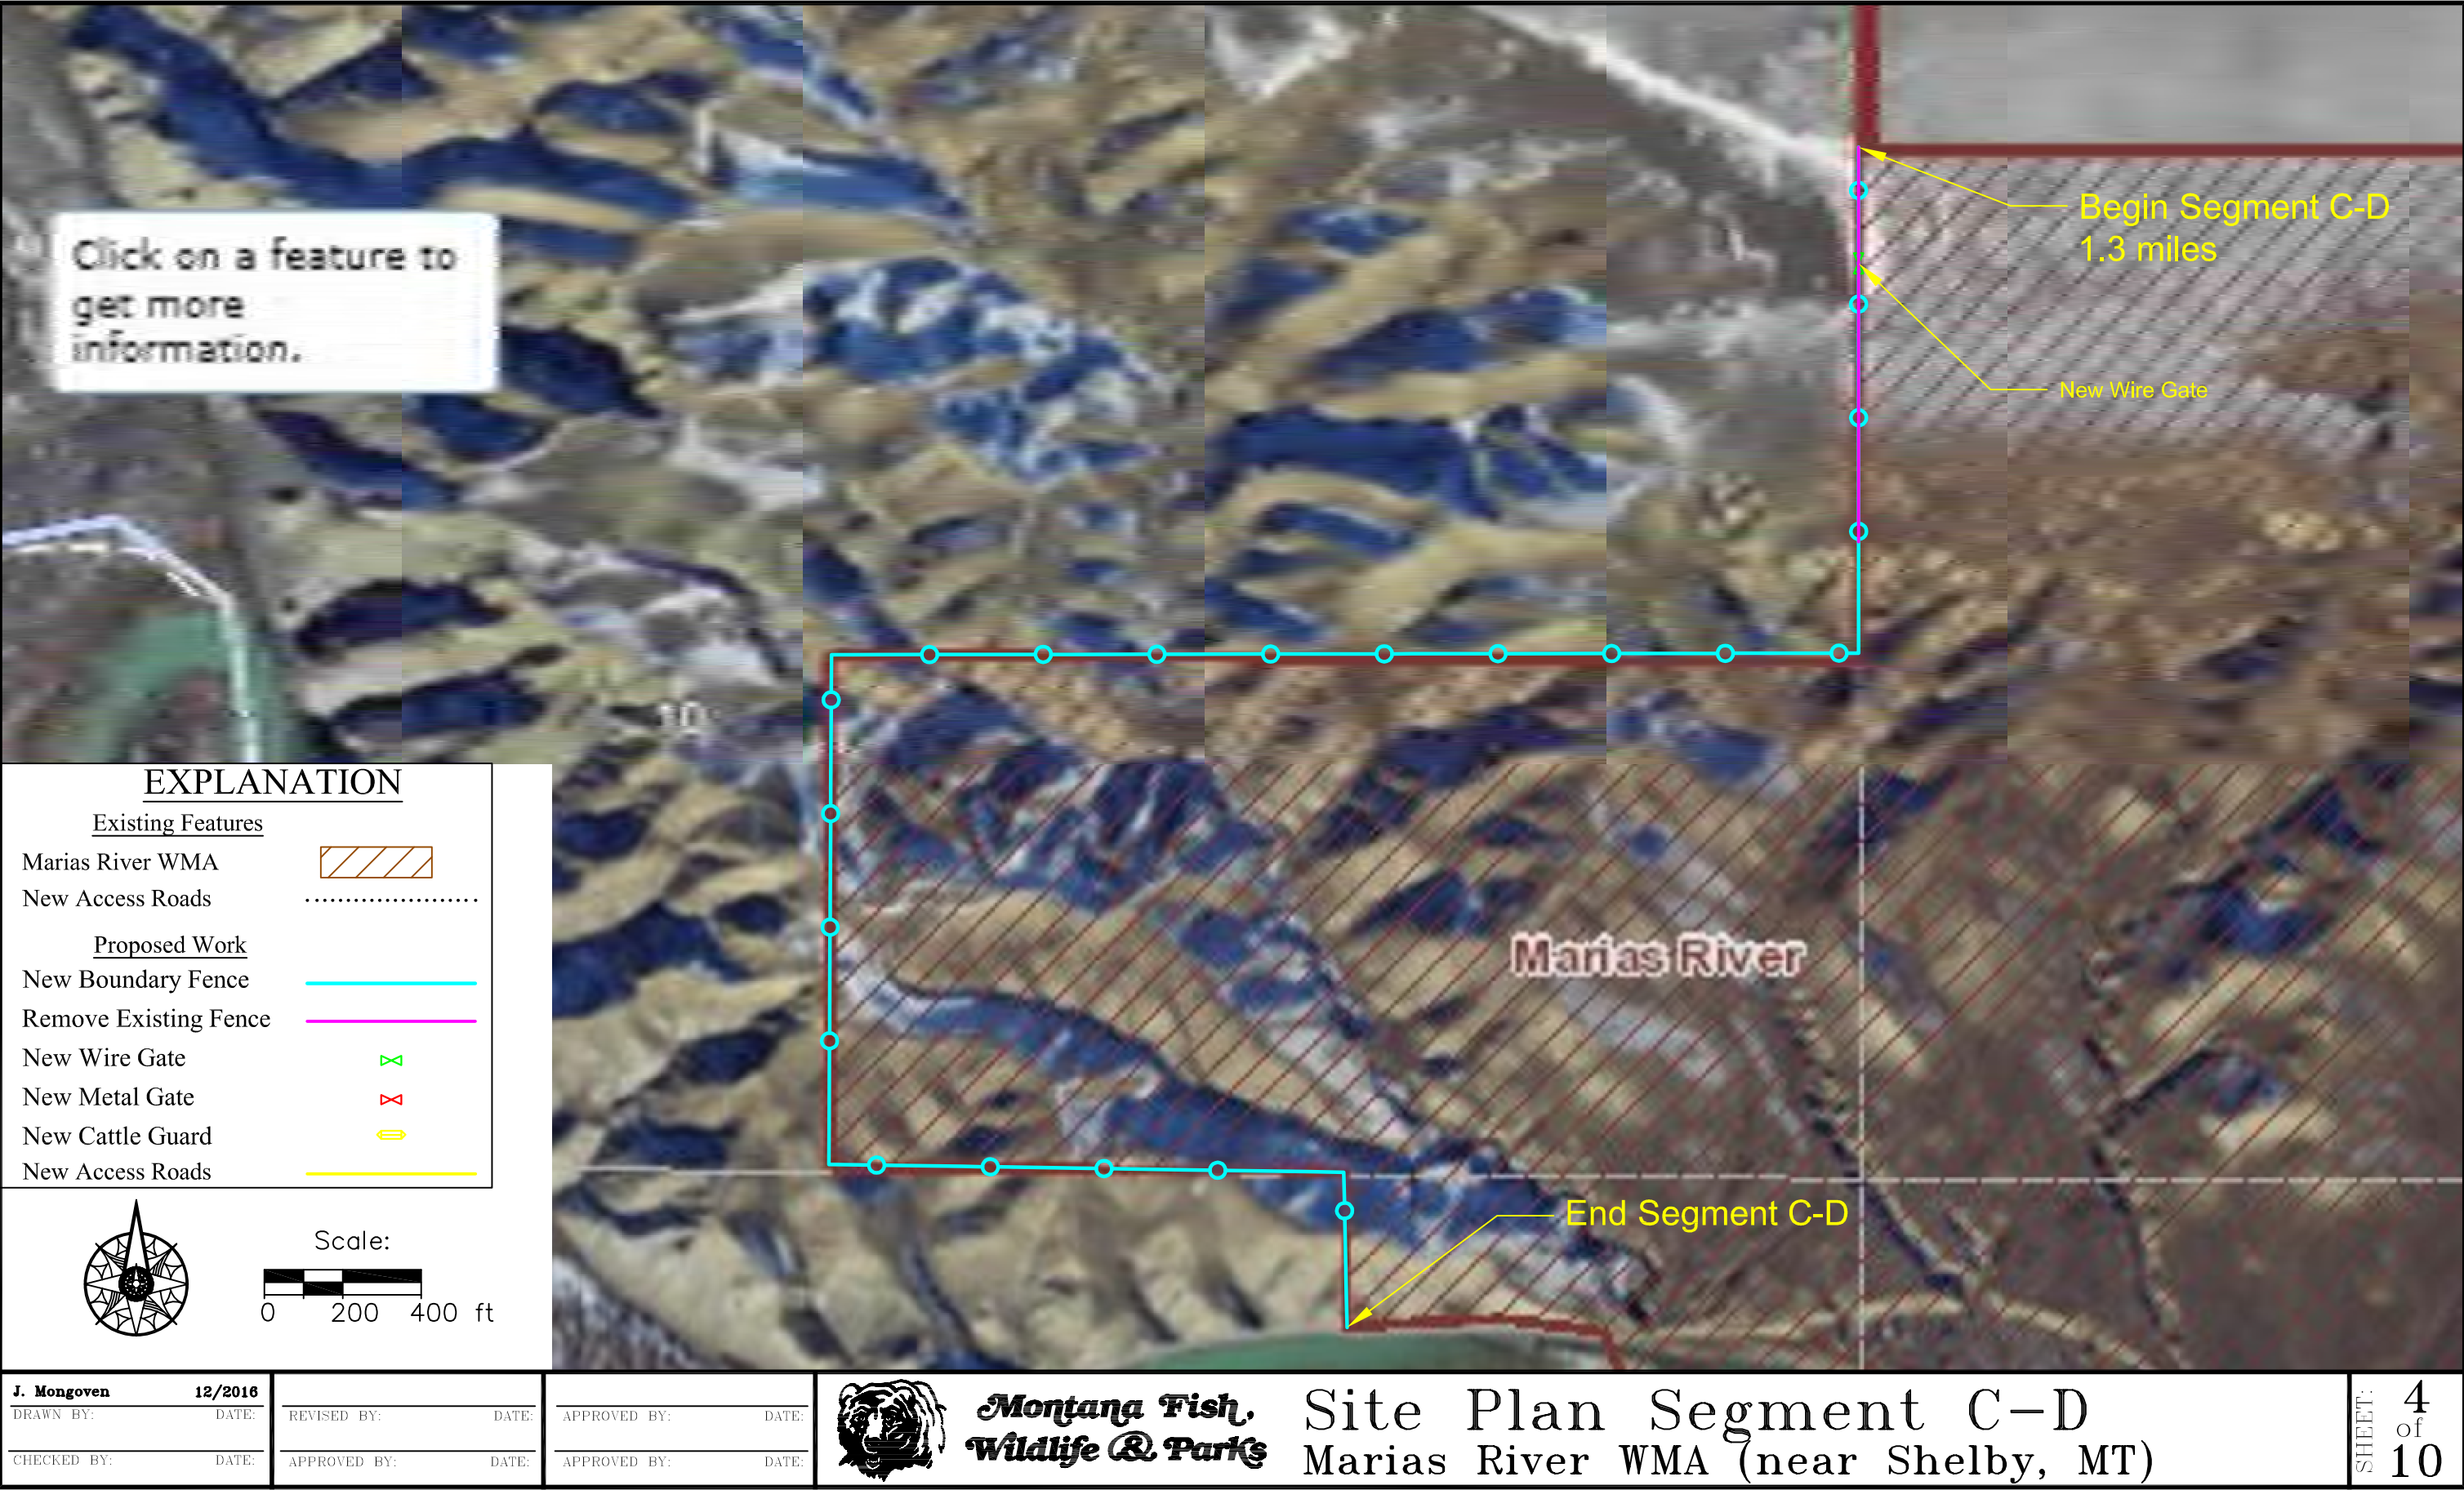 Begin Segment C-D
1.3 miles
Click on a feature to
get more
information.
New Wire Gate
10
EXPLANATION
Existing Features
Marias River WMA
New Access Roads
Proposed Work
New Boundary Fence
Remove Existing Fence
New Wire Gate
New Metal Gate
New Cattle Guard
New Access Roads
Marias River
End Segment C-D
Scale:
0 200 400 ft
J. Mongoven 12/2016
DRAWN BY: DATE:
CHECKED BY: DATE:
REVISED BY: DATE:
APPROVED BY: DATE:
APPROVED BY: DATE:
APPROVED BY: DATE:
Montana Fish,
Wildlife & Parks
Site Plan Segment C-D
Marias River WMA (near Shelby, MT)
SHEET:
4
of
10